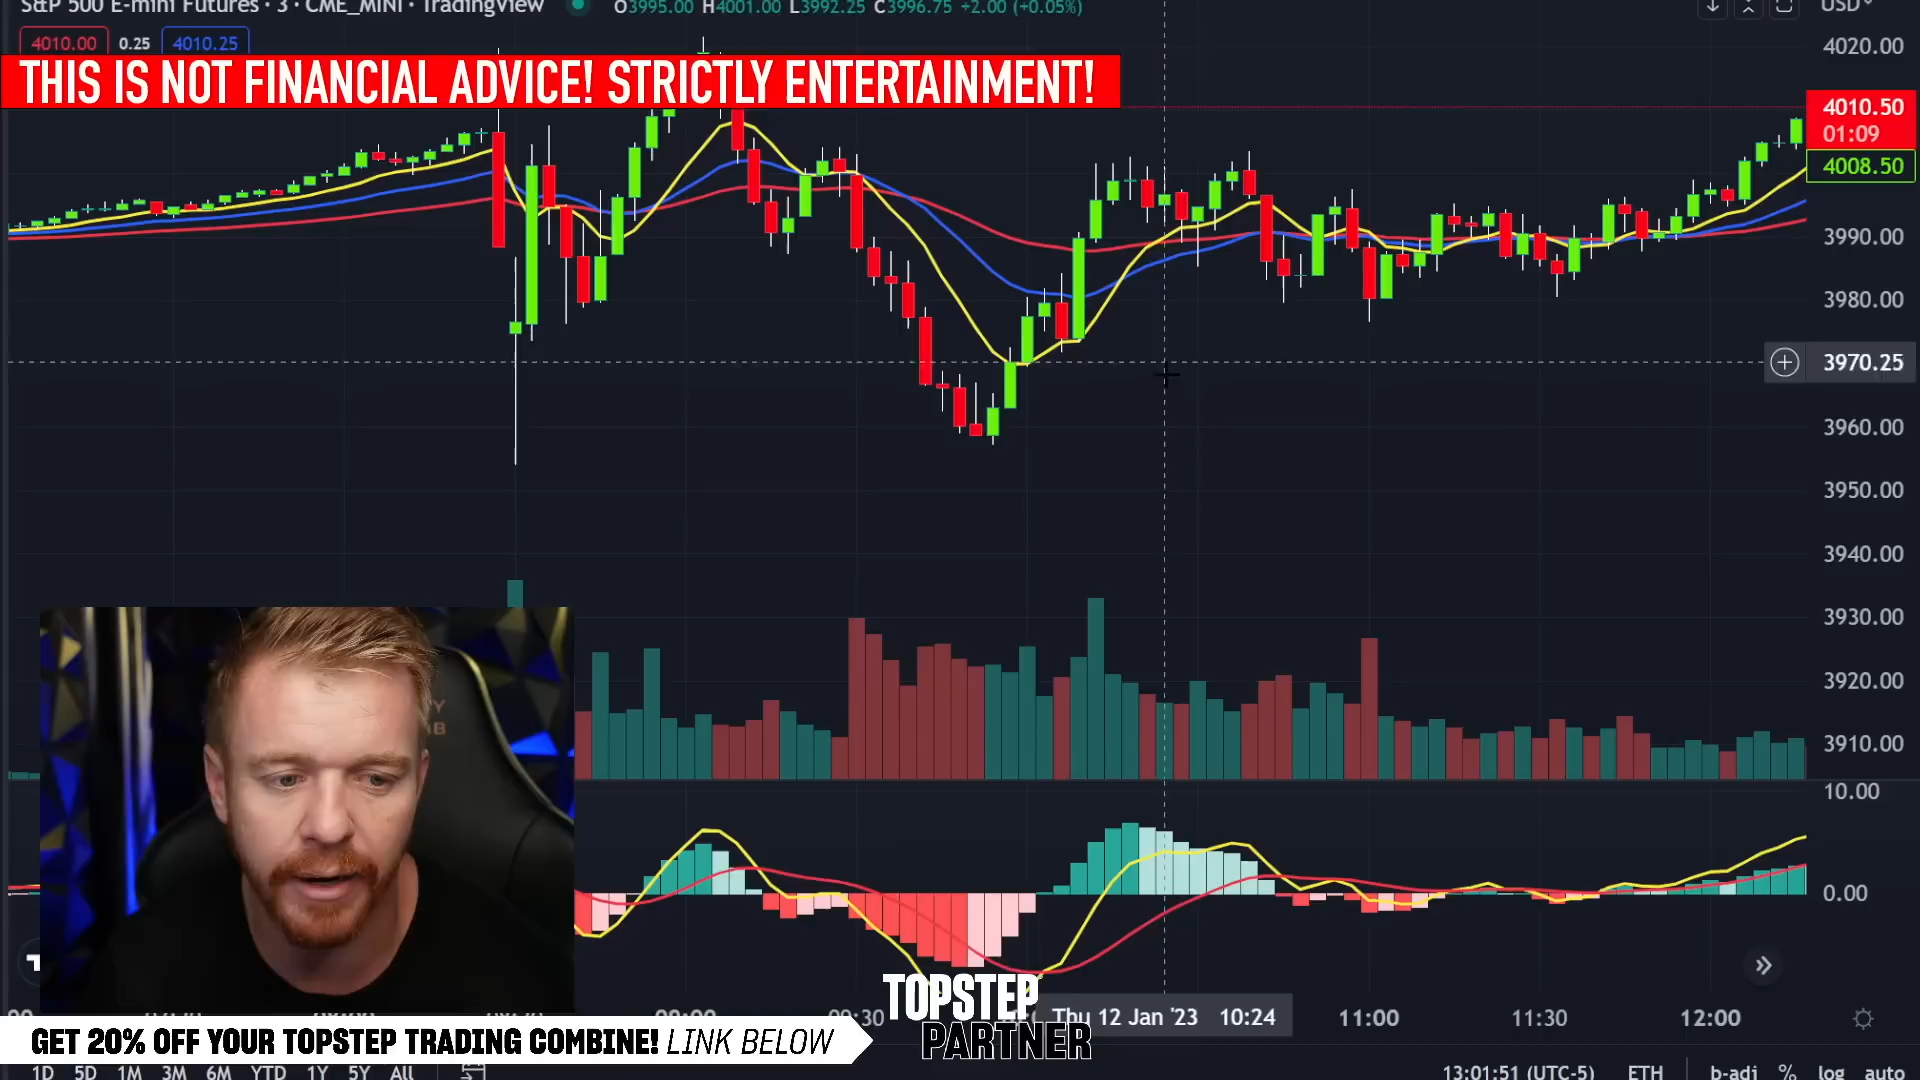 S&P 500 E-mini Futures · 3 · CME_MINI · TradingView O3995.00 H4001.00 L3992.25 C3996.75 +2.00 (+0.05%) USD
4010.00 0.25 4010.25
4020.00
THIS IS NOT FINANCIAL ADVICE! STRICTLY ENTERTAINMENT!
4010.50
01:09
4008.50
3990.00
3980.00
3970.25
3960.00
3950.00
3940.00
3930.00
3920.00
3910.00
10.00
0.00
TOPSTEP
PARTNER
Thu 12 Jan '23 10:24 11:00 11:30 12:00
GET 20% OFF YOUR TOPSTEP TRADING COMBINE! LINK BELOW
1D 5D 1M 3M 6M YTD 1Y 5Y All 13:01:51 (UTC-5) ETH b-adj % log auto